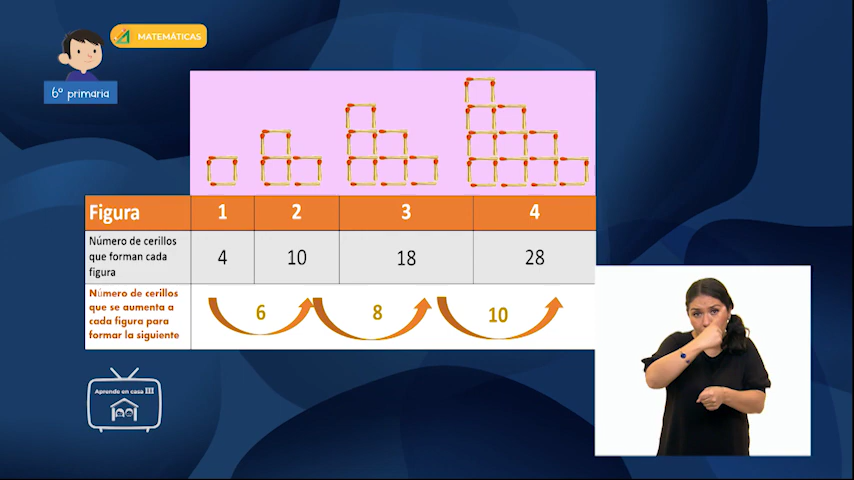 MATEMÁTICAS
6º primaria
Figura 1 2 3 4
Número de cerillos
que forman cada
figura
4 10 18 28
Número de cerillos
que se aumenta a
cada figura para
formar la siguiente
6 8 10
Aprende en casa III